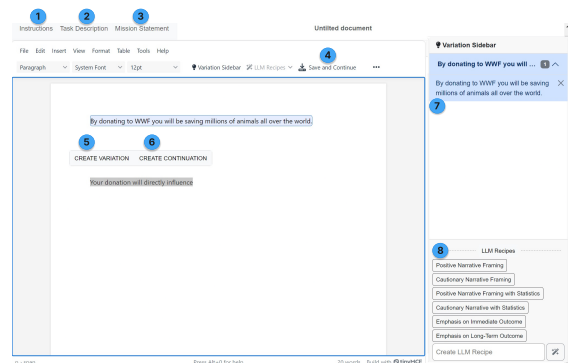 1 2 3
Instructions Task Description Mission Statement Untilted document
File Edit Insert View Format Table Tools Help
4
Paragraph System Font 12pt Variation Sidebar LLM Recipes Save and Continue •••
By donating to WWF you will be saving millions of animals all over the world.
5 6
CREATE VARIATION CREATE CONTINUATION
Your donation will directly influence
Press Alt+0 for help 20 words Build with tinyMCE
Variation Sidebar
By donating to WWF you will ... 1
By donating to WWF you will be saving
millions of animals all over the world.
7
8 LLM Recipes
Positive Narrative Framing
Cautionary Narrative Framing
Positive Narrative Framing with Statistics
Cautionary Narrative with Statistics
Emphasis on Immediate Outcome
Emphasis on Long-Term Outcome
Create LLM Recipe